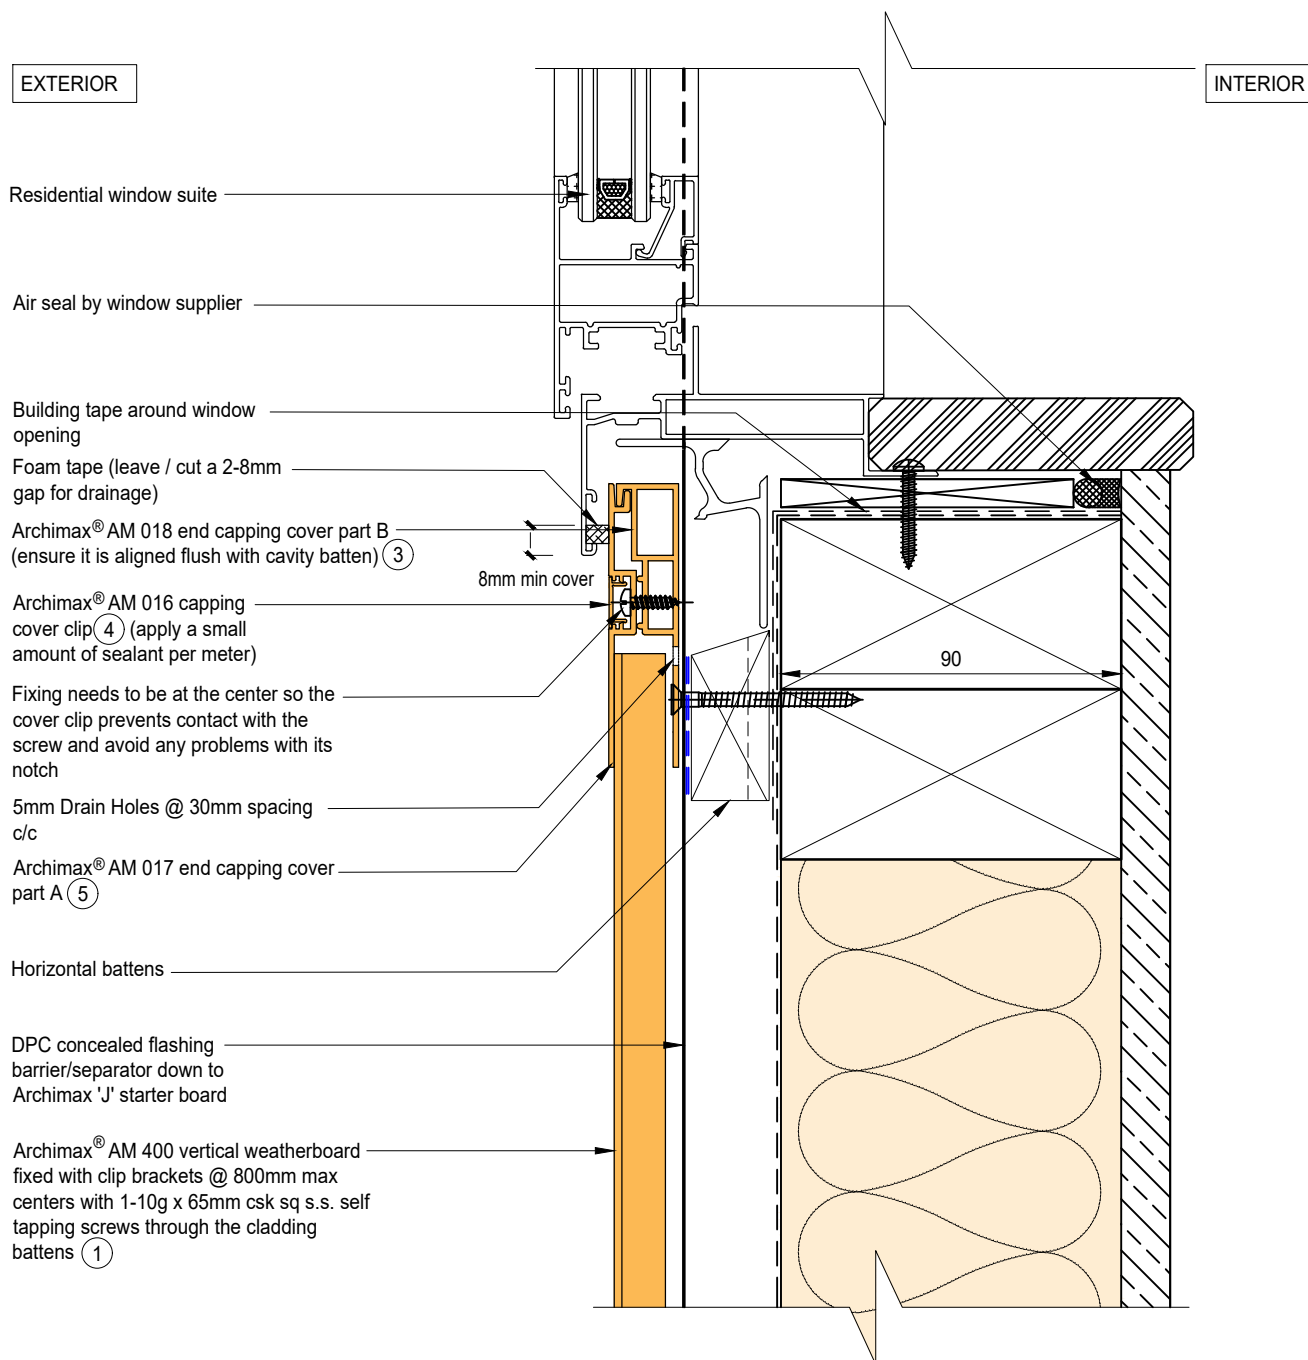 EXTERIOR
INTERIOR
Residential window suite
Air seal by window supplier
Building tape around window
opening
Foam tape (leave / cut a 2-8mm
gap for drainage)
Archimax® AM 018 end capping cover part B
(ensure it is aligned flush with cavity batten) 3
8mm min cover
Archimax® AM 016 capping
cover clip 4 (apply a small
amount of sealant per meter)
90
Fixing needs to be at the center so the
cover clip prevents contact with the
screw and avoid any problems with its
notch
5mm Drain Holes @ 30mm spacing
c/c
Archimax® AM 017 end capping cover
part A 5
Horizontal battens
DPC concealed flashing
barrier/separator down to
Archimax 'J' starter board
Archimax® AM 400 vertical weatherboard
fixed with clip brackets @ 800mm max
centers with 1-10g x 65mm csk sq s.s. self
tapping screws through the cladding
battens 1